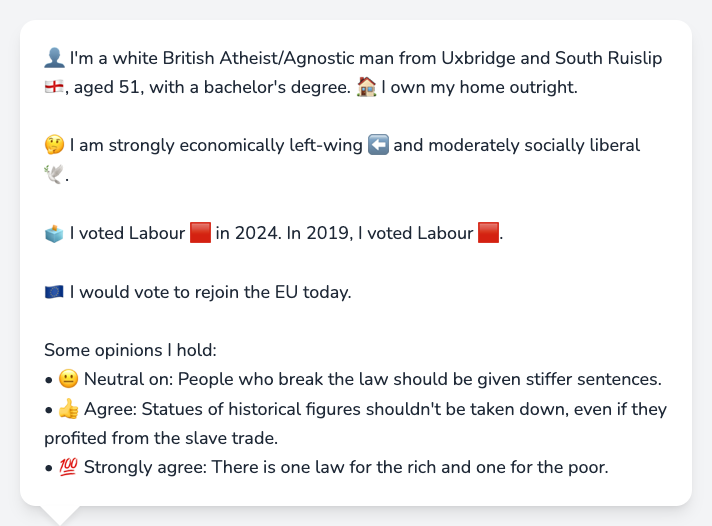 👤 I'm a white British Atheist/Agnostic man from Uxbridge and South Ruislip
🏴󠁧󠁢󠁥󠁮󠁧󠁿, aged 51, with a bachelor's degree. 🏠 I own my home outright.
🤔 I am strongly economically left-wing ⬅️ and moderately socially liberal
🕊️.
🗳️ I voted Labour 🟥 in 2024. In 2019, I voted Labour 🟥.
🇪🇺 I would vote to rejoin the EU today.
Some opinions I hold:
• 😐 Neutral on: People who break the law should be given stiffer sentences.
• 👍 Agree: Statues of historical figures shouldn't be taken down, even if they
profited from the slave trade.
• 💯 Strongly agree: There is one law for the rich and one for the poor.